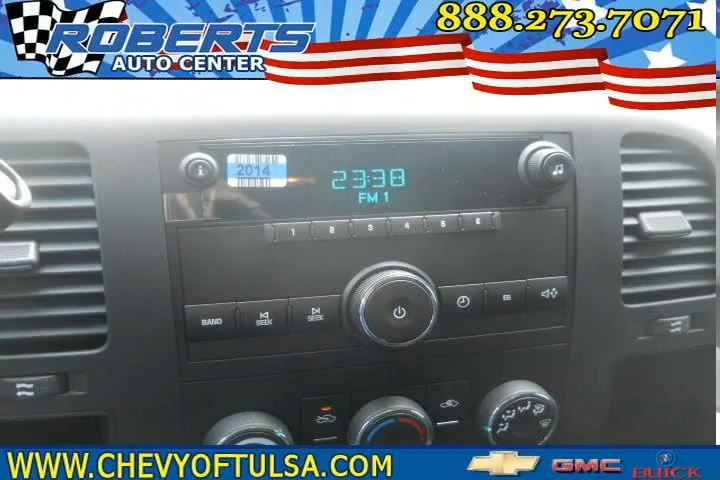 ROBERTS
AUTO CENTER
888.273.7071
2014
23:38
FM 1
1 2 3 4 5 6
BAND
SEEK
SEEK
EQ
WWW.CHEVYOFTULSA.COM
GMC
BUICK